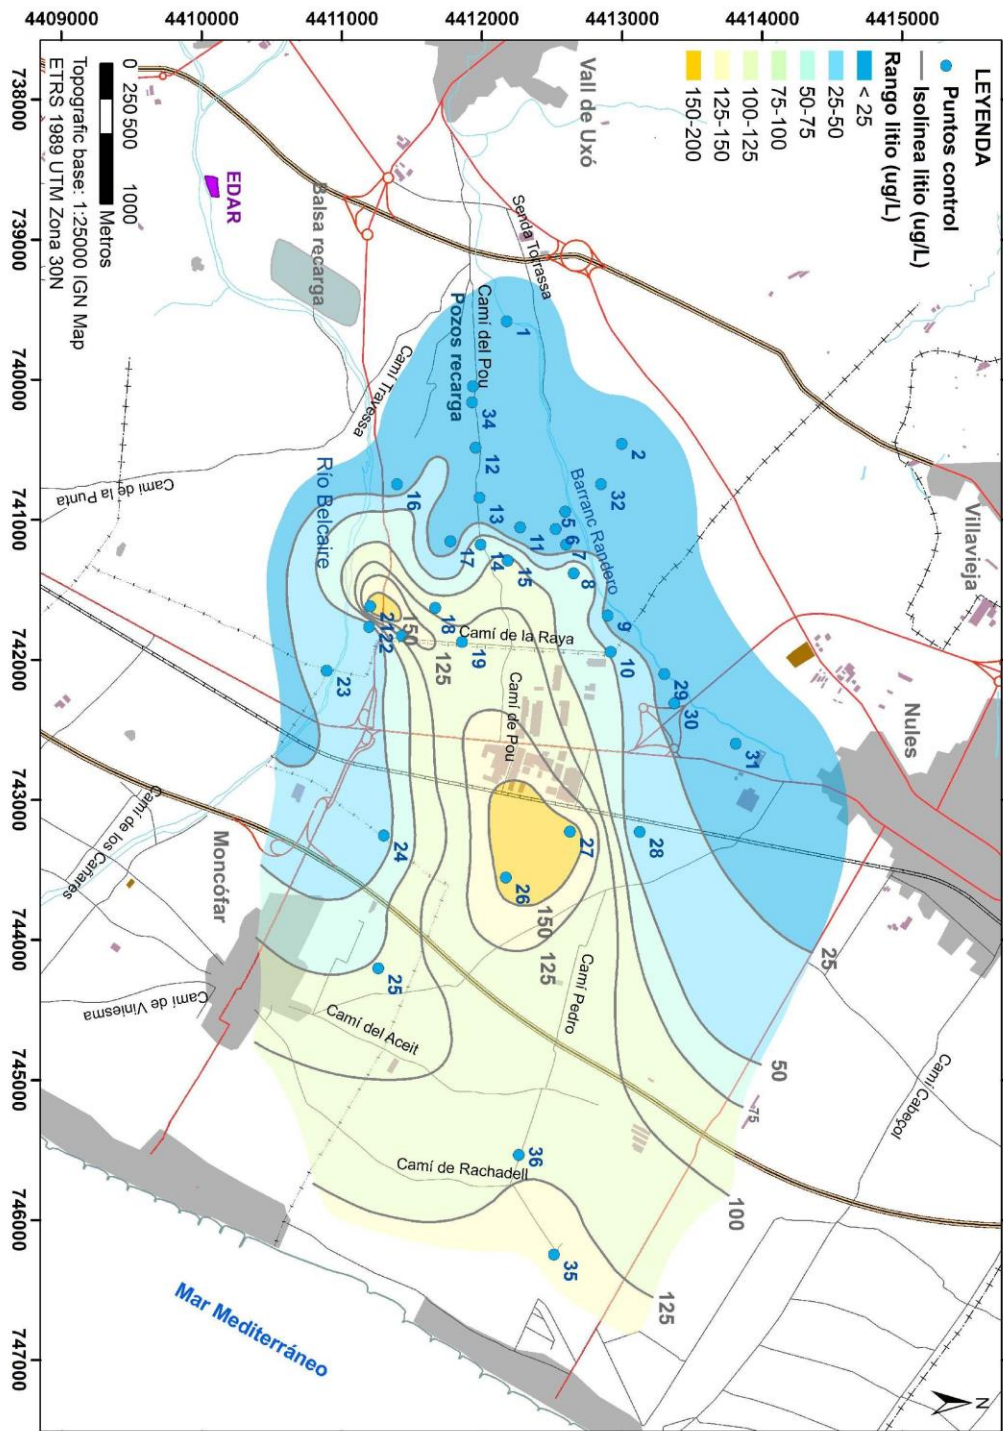 4409000
4410000
4411000
4412000
4413000
4414000
4415000
738000
739000
740000
741000
742000
743000
744000
745000
746000
747000
LEYENDA
Puntos control
Isolínea litio (ug/L)
Rango litio (ug/L)
< 25
25-50
50-75
75-100
100-125
125-150
150-200
0 250 500 1000
Metros
Topografic base: 1:25000 IGN Map
ETRS 1989 UTM Zona 30N
N
Vall de Uxó
Villavieja
Nules
Moncófar
EDAR
Balsa recarga
Pozos recarga
Senda Torrassa
Camí del Pou
Camí Travessa
Camí de la Punta
Río Belcaire
Barranc Randero
Camí de la Raya
Camí de Pou
Camí Pedro
Camí Cabeçol
Camí de los Cañares
Camí de Viniesma
Camí del Aceit
Camí de Rachadell
Mar Mediterráneo
1
2
34
12
32
16
13
5
6
7
8
11
17
14
15
9
10
18
19
21
22
23
29
30
31
24
25
26
27
28
36
35
150
125
150
125
25
50
75
100
125